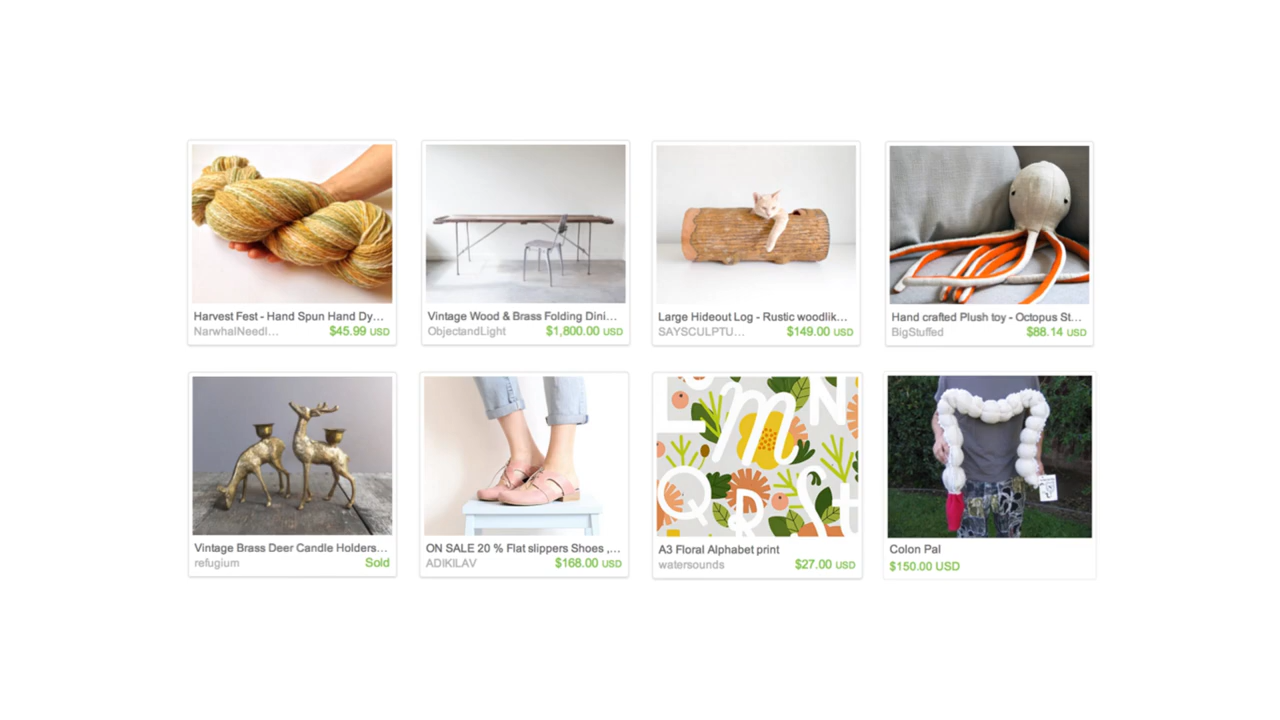 Harvest Fest - Hand Spun Hand Dy...
NarwhalNeedl... $45.99 USD
Vintage Wood & Brass Folding Dini...
ObjectandLight $1,800.00 USD
Large Hideout Log - Rustic woodlik...
SAYSCULPTU... $149.00 USD
Hand crafted Plush toy - Octopus St...
BigStuffed $88.14 USD
Vintage Brass Deer Candle Holders...
refugium Sold
ON SALE 20 % Flat slippers Shoes ,...
ADIKILAV $168.00 USD
M N
Q R St
A3 Floral Alphabet print
watersounds $27.00 USD
Colon Pal
$150.00 USD